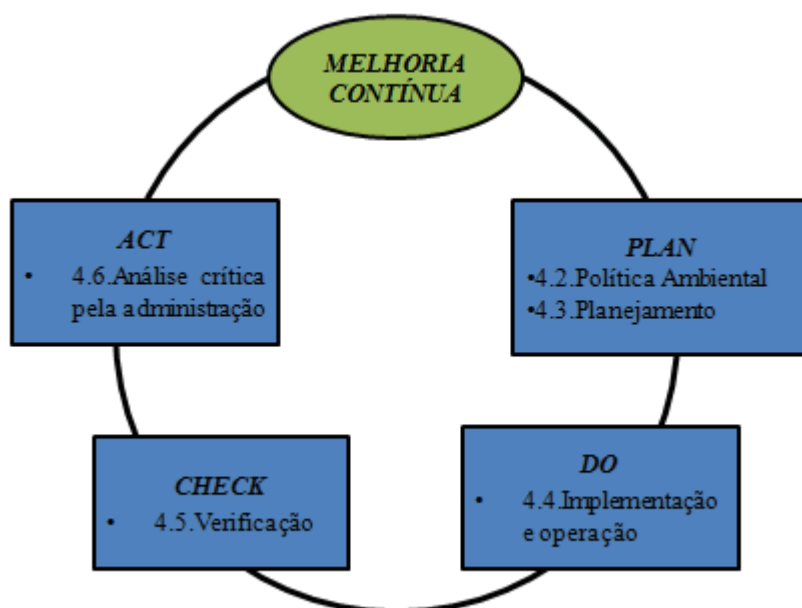 MELHORIA
CONTÍNUA
ACT
• 4.6.Análise crítica
pela administração
PLAN
•4.2.Política Ambiental
•4.3.Planejamento
CHECK
• 4.5.Verificação
DO
• 4.4.Implementação
e operação